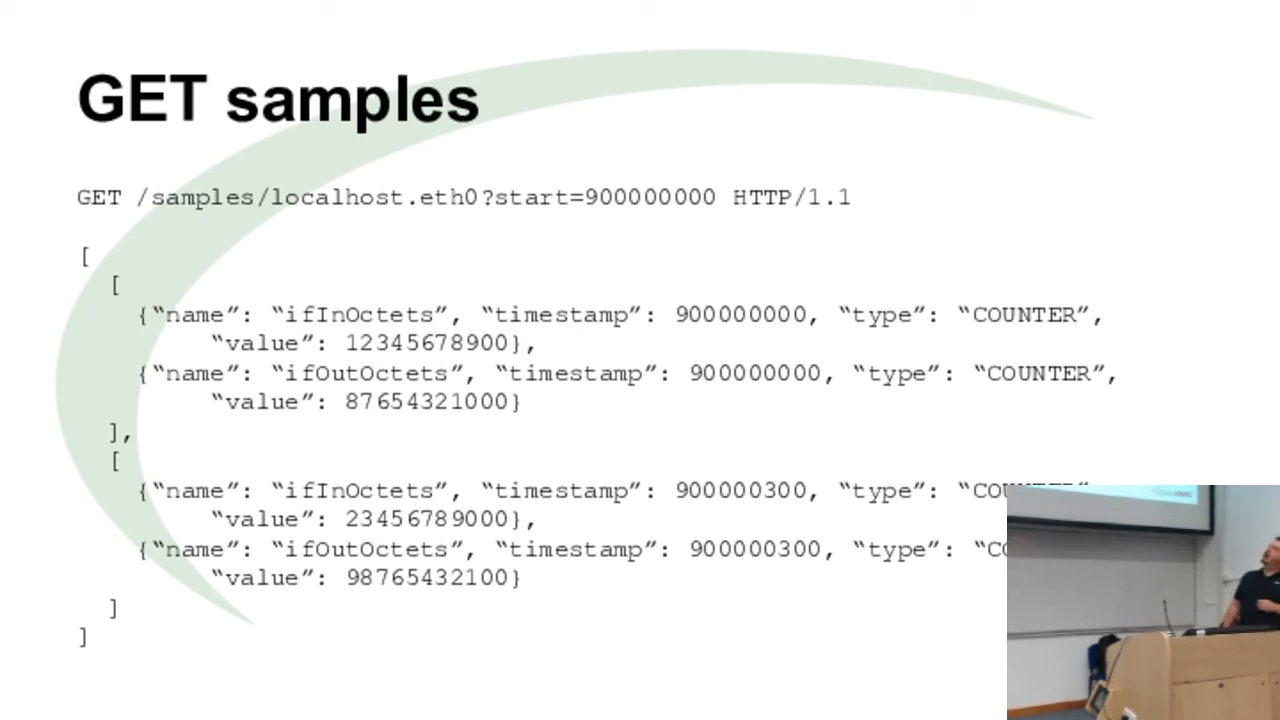 GET samples
GET /samples/localhost.eth0?start=900000000 HTTP/1.1
[
[
{“name”: “ifInOctets”, “timestamp”: 900000000, “type”: “COUNTER”,
“value”: 12345678900},
{“name”: “ifOutOctets”, “timestamp”: 900000000, “type”: “COUNTER”,
“value”: 87654321000}
],
[
{“name”: “ifInOctets”, “timestamp”: 900000300, “type”: “COUNTER”,
“value”: 23456789000},
{“name”: “ifOutOctets”, “timestamp”: 900000300, “type”: “CO
“value”: 98765432100}
]
]